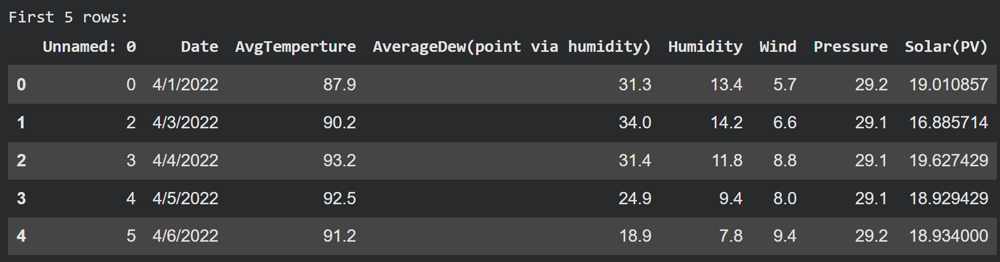 First 5 rows:
Unnamed: 0 Date AvgTemperture AverageDew(point via humidity) Humidity Wind Pressure Solar(PV)
0 0 4/1/2022 87.9 31.3 13.4 5.7 29.2 19.010857
1 2 4/3/2022 90.2 34.0 14.2 6.6 29.1 16.885714
2 3 4/4/2022 93.2 31.4 11.8 8.8 29.1 19.627429
3 4 4/5/2022 92.5 24.9 9.4 8.0 29.1 18.929429
4 5 4/6/2022 91.2 18.9 7.8 9.4 29.2 18.934000